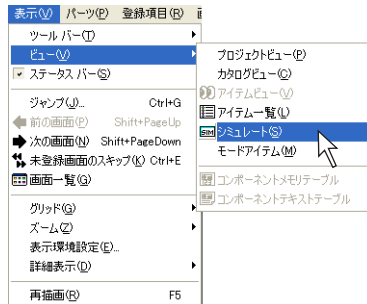 表示(V) パーツ(P) 登録項目(R)
ツール バー(T)
ビュー(V)
ステータス バー(S)
ジャンプ(J)... Ctrl+G
前の画面(P) Shift+PageUp
次の画面(N) Shift+PageDown
未登録画面のスキップ(K) Ctrl+E
画面一覧(G)
グリッド(G)
ズーム(Z)
表示環境設定(E)...
詳細表示(D)
再描画(R) F5
プロジェクトビュー(P)
カタログビュー(C)
アイテムビュー(V)
アイテム一覧(L)
SIM シミュレート(S)
モードアイテム(M)
コンポーネントメモリテーブル
コンポーネントテキストテーブル